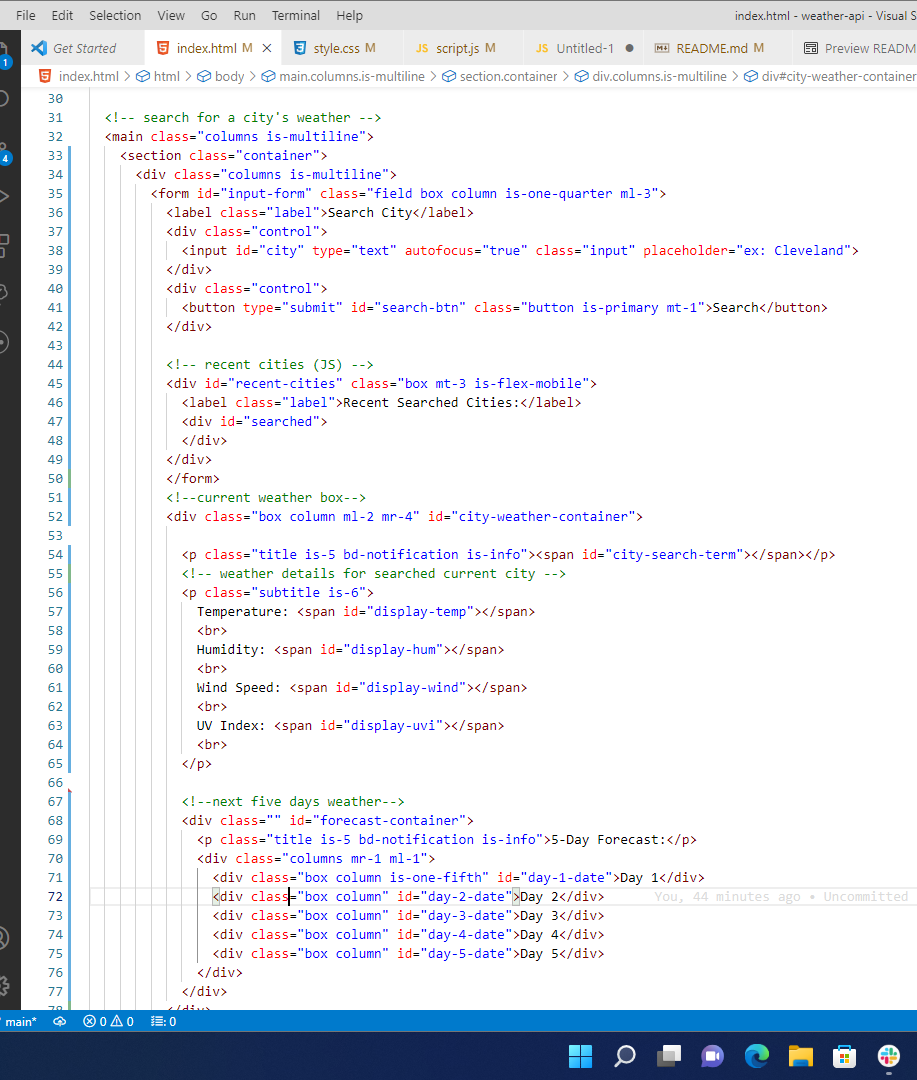 File Edit Selection View Go Run Terminal Help index.html - weather-api - Visual S
Get Started index.html M style.css M JS script.js M JS Untitled-1 README.md M Preview READM
index.html > html > body > main.columns.is-multiline > section.container > div.columns.is-multiline > div#city-weather-container
30
31 <!-- search for a city's weather -->
32 <main class="columns is-multiline">
33 <section class="container">
34 <div class="columns is-multiline">
35 <form id="input-form" class="field box column is-one-quarter ml-3">
36 <label class="label">Search City</label>
37 <div class="control">
38 <input id="city" type="text" autofocus="true" class="input" placeholder="ex: Cleveland">
39 </div>
40 <div class="control">
41 <button type="submit" id="search-btn" class="button is-primary mt-1">Search</button>
42 </div>
43
44 <!-- recent cities (JS) -->
45 <div id="recent-cities" class="box mt-3 is-flex-mobile">
46 <label class="label">Recent Searched Cities:</label>
47 <div id="searched">
48 </div>
49 </div>
50 </form>
51 <!--current weather box-->
52 <div class="box column ml-2 mr-4" id="city-weather-container">
53
54 <p class="title is-5 bd-notification is-info"><span id="city-search-term"></span></p>
55 <!-- weather details for searched current city -->
56 <p class="subtitle is-6">
57 Temperature: <span id="display-temp"></span>
58 <br>
59 Humidity: <span id="display-hum"></span>
60 <br>
61 Wind Speed: <span id="display-wind"></span>
62 <br>
63 UV Index: <span id="display-uvi"></span>
64 <br>
65 </p>
66
67 <!--next five days weather-->
68 <div class="" id="forecast-container">
69 <p class="title is-5 bd-notification is-info">5-Day Forecast:</p>
70 <div class="columns mr-1 ml-1">
71 <div class="box column is-one-fifth" id="day-1-date">Day 1</div>
72 <div class="box column" id="day-2-date">Day 2</div> You, 44 minutes ago • Uncommitted
73 <div class="box column" id="day-3-date">Day 3</div>
74 <div class="box column" id="day-4-date">Day 4</div>
75 <div class="box column" id="day-5-date">Day 5</div>
76 </div>
77 </div>
78 </div>
main* 0 0 0
1
4